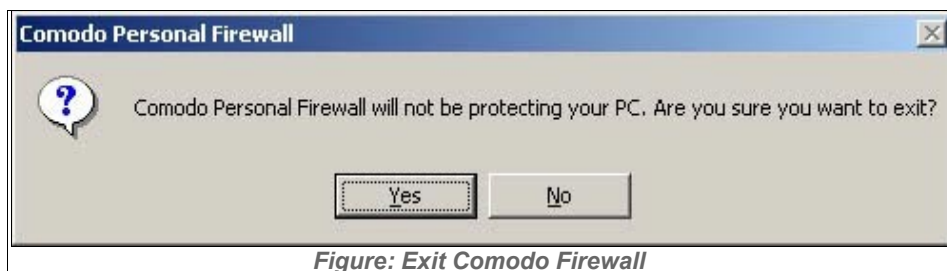 Comodo Personal Firewall
?
Comodo Personal Firewall will not be protecting your PC. Are you sure you want to exit?
Yes No
Figure: Exit Comodo Firewall